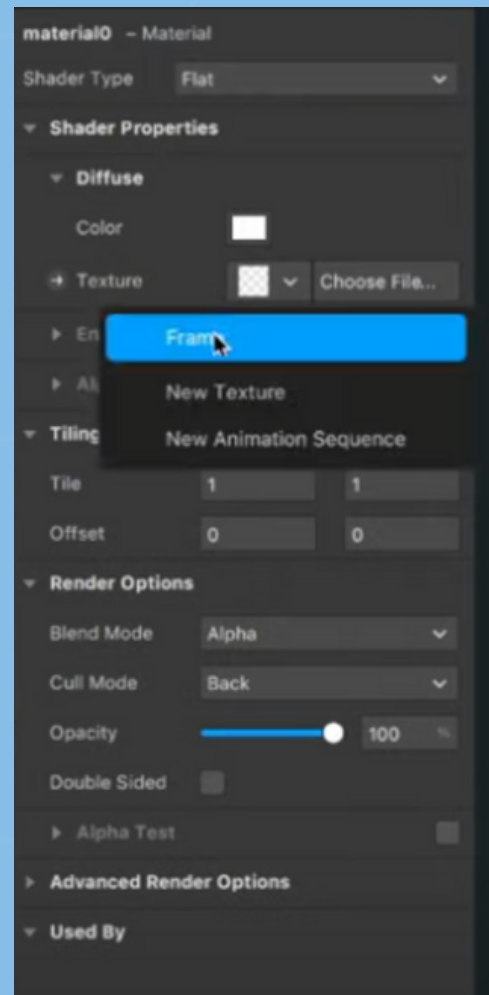 material0 – Material
Shader Type Flat
Shader Properties
Diffuse
Color
Texture Choose File...
New Texture
Tiling
New Animation Sequence
Tile 1 1
Offset 0 0
Render Options
Blend Mode Alpha
Cull Mode Back
Opacity 100 %
Double Sided
Alpha Test
Advanced Render Options
Used By